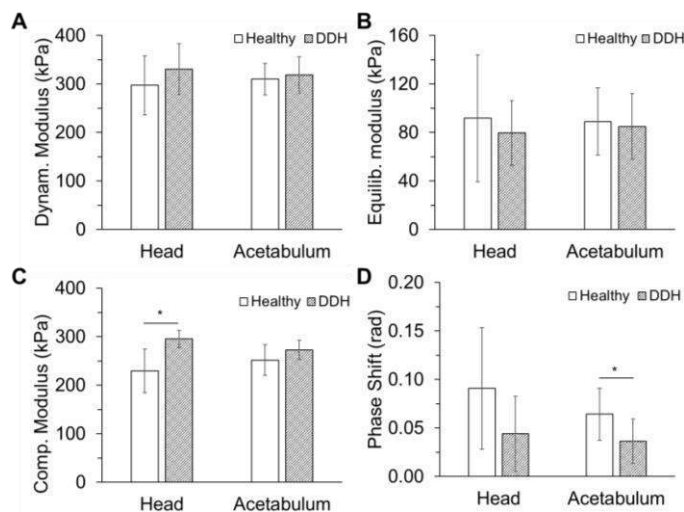 A
Healthy DDH
Dynam. Modulus (kPa)
400
300
200
100
0
Head Acetabulum
B
Healthy DDH
Equilib. modulus (kPa)
160
120
80
40
0
Head Acetabulum
C
Healthy DDH
Comp. Modulus (kPa)
400
300
200
100
0
*
Head Acetabulum
D
Healthy DDH
Phase Shift (rad)
0.20
0.15
0.10
0.05
0.00
*
Head Acetabulum